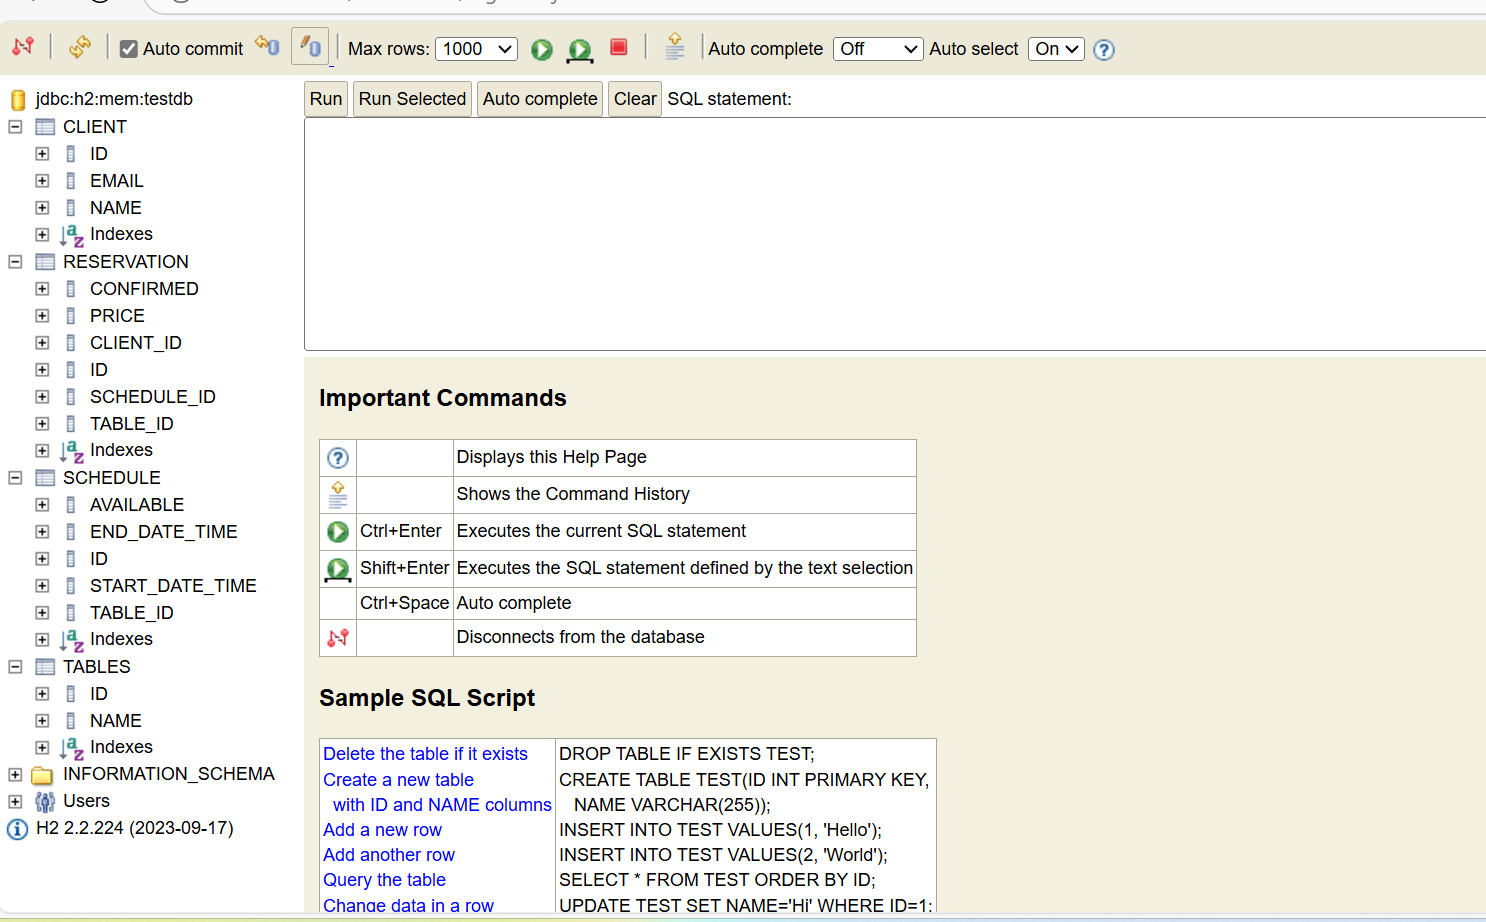 Auto commit Max rows: 1000 Auto complete Off Auto select On
jdbc:h2:mem:testdb
CLIENT
ID
EMAIL
NAME
Indexes
RESERVATION
CONFIRMED
PRICE
CLIENT_ID
ID
SCHEDULE_ID
TABLE_ID
Indexes
SCHEDULE
AVAILABLE
END_DATE_TIME
ID
START_DATE_TIME
TABLE_ID
Indexes
TABLES
ID
NAME
Indexes
INFORMATION_SCHEMA
Users
H2 2.2.224 (2023-09-17)
Run Run Selected Auto complete Clear SQL statement:
Important Commands
Displays this Help Page
Shows the Command History
Ctrl+Enter Executes the current SQL statement
Shift+Enter Executes the SQL statement defined by the text selection
Ctrl+Space Auto complete
Disconnects from the database
Sample SQL Script
Delete the table if it exists DROP TABLE IF EXISTS TEST;
Create a new table CREATE TABLE TEST(ID INT PRIMARY KEY,
with ID and NAME columns NAME VARCHAR(255));
Add a new row INSERT INTO TEST VALUES(1, 'Hello');
Add another row INSERT INTO TEST VALUES(2, 'World');
Query the table SELECT * FROM TEST ORDER BY ID;
Change data in a row UPDATE TEST SET NAME='Hi' WHERE ID=1;